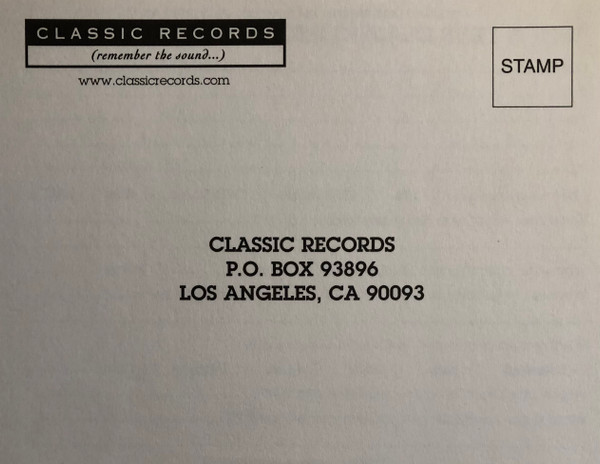 CLASSIC RECORDS
(remember the sound...)
www.classicrecords.com
STAMP
CLASSIC RECORDS
P.O. BOX 93896
LOS ANGELES, CA 90093